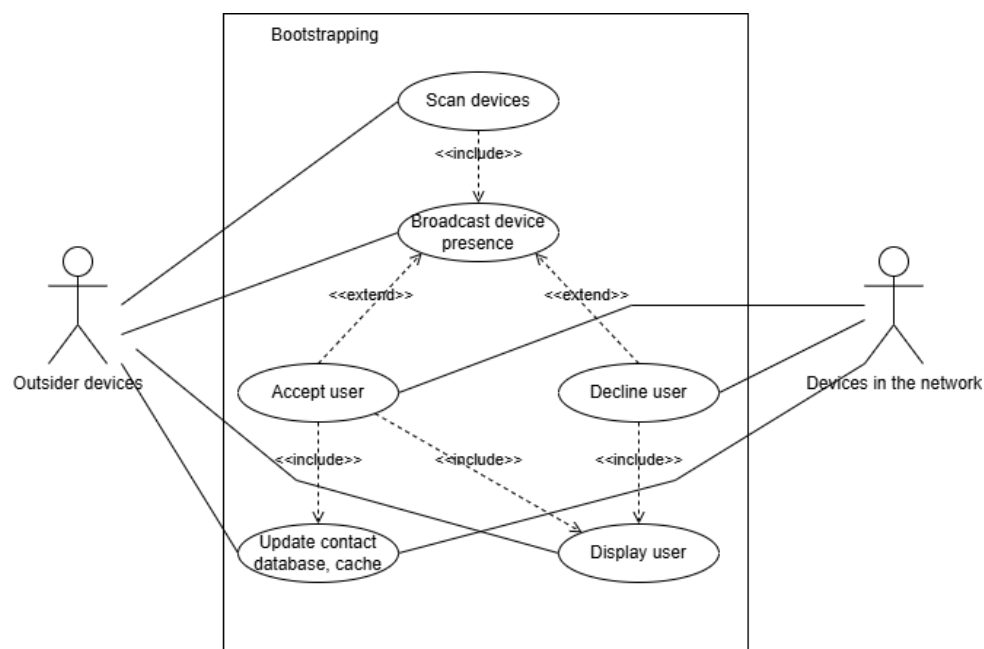 Bootstrapping
Scan devices
<<include>>
Broadcast device
presence
<<extend>>
<<extend>>
Outsider devices
Devices in the network
Accept user
Decline user
<<include>>
<<include>>
<<include>>
Update contact
database, cache
Display user